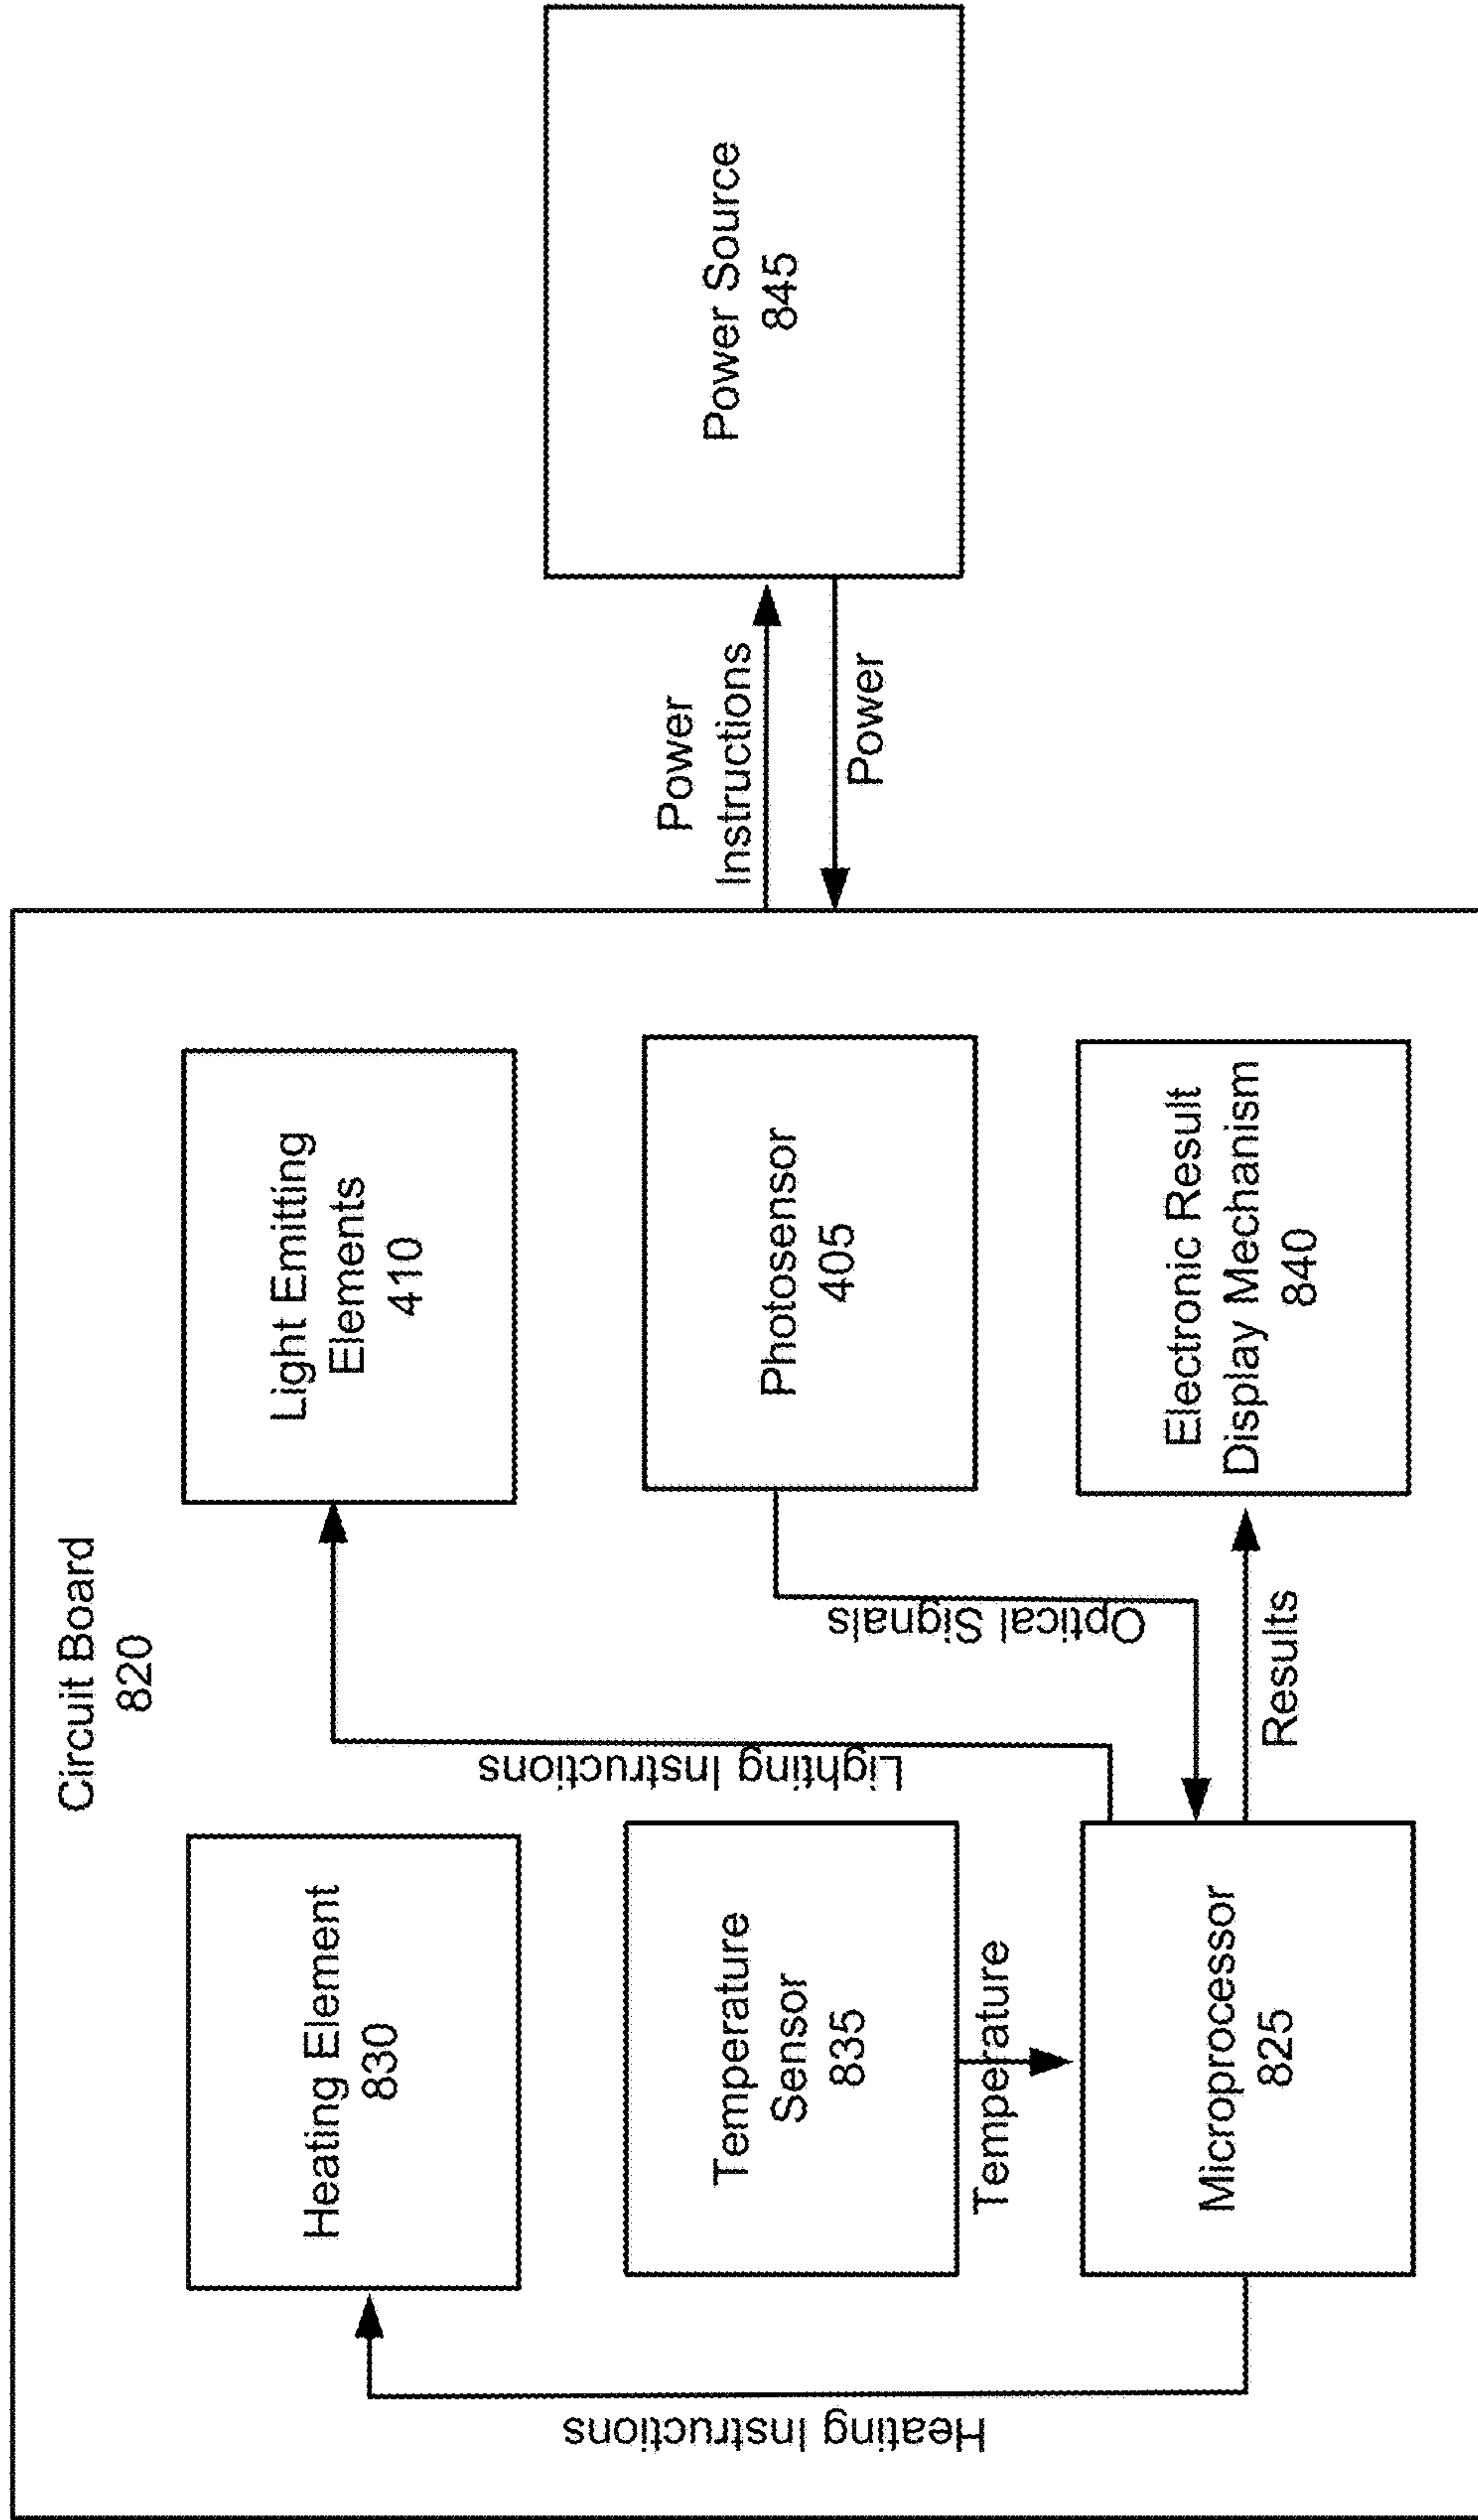 Circuit Board
820
Heating Element
830
Light Emitting
Elements
410
Heating Instructions
Lighting Instructions
Temperature
Sensor
835
Photosensor
405
Temperature
Optical Signals
Microprocessor
825
Results
Electronic Result
Display Mechanism
840
Power
Instructions
Power
Power Source
845